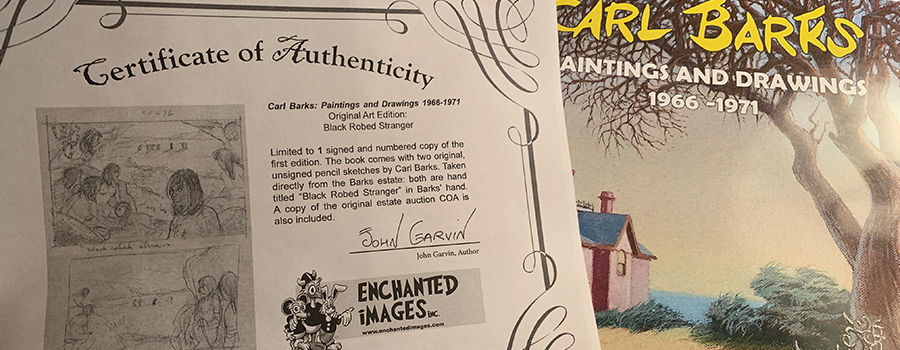 Certificate of Authenticity
Carl Barks: Paintings and Drawings 1966-1971
Original Art Edition:
Black Robed Stranger
Limited to 1 signed and numbered copy of the
first edition. The book comes with two original,
unsigned pencil sketches by Carl Barks. Taken
directly from the Barks estate: both are hand
titled "Black Robed Stranger" in Barks' hand.
A copy of the original estate auction COA is
also included.
JOHN GARVIN
John Garvin, Author
ENCHANTED
IMAGES INC.
www.enchantedimages.com
Black robed stranger
CARL BARKS
PAINTINGS AND DRAWINGS
1966 -1971